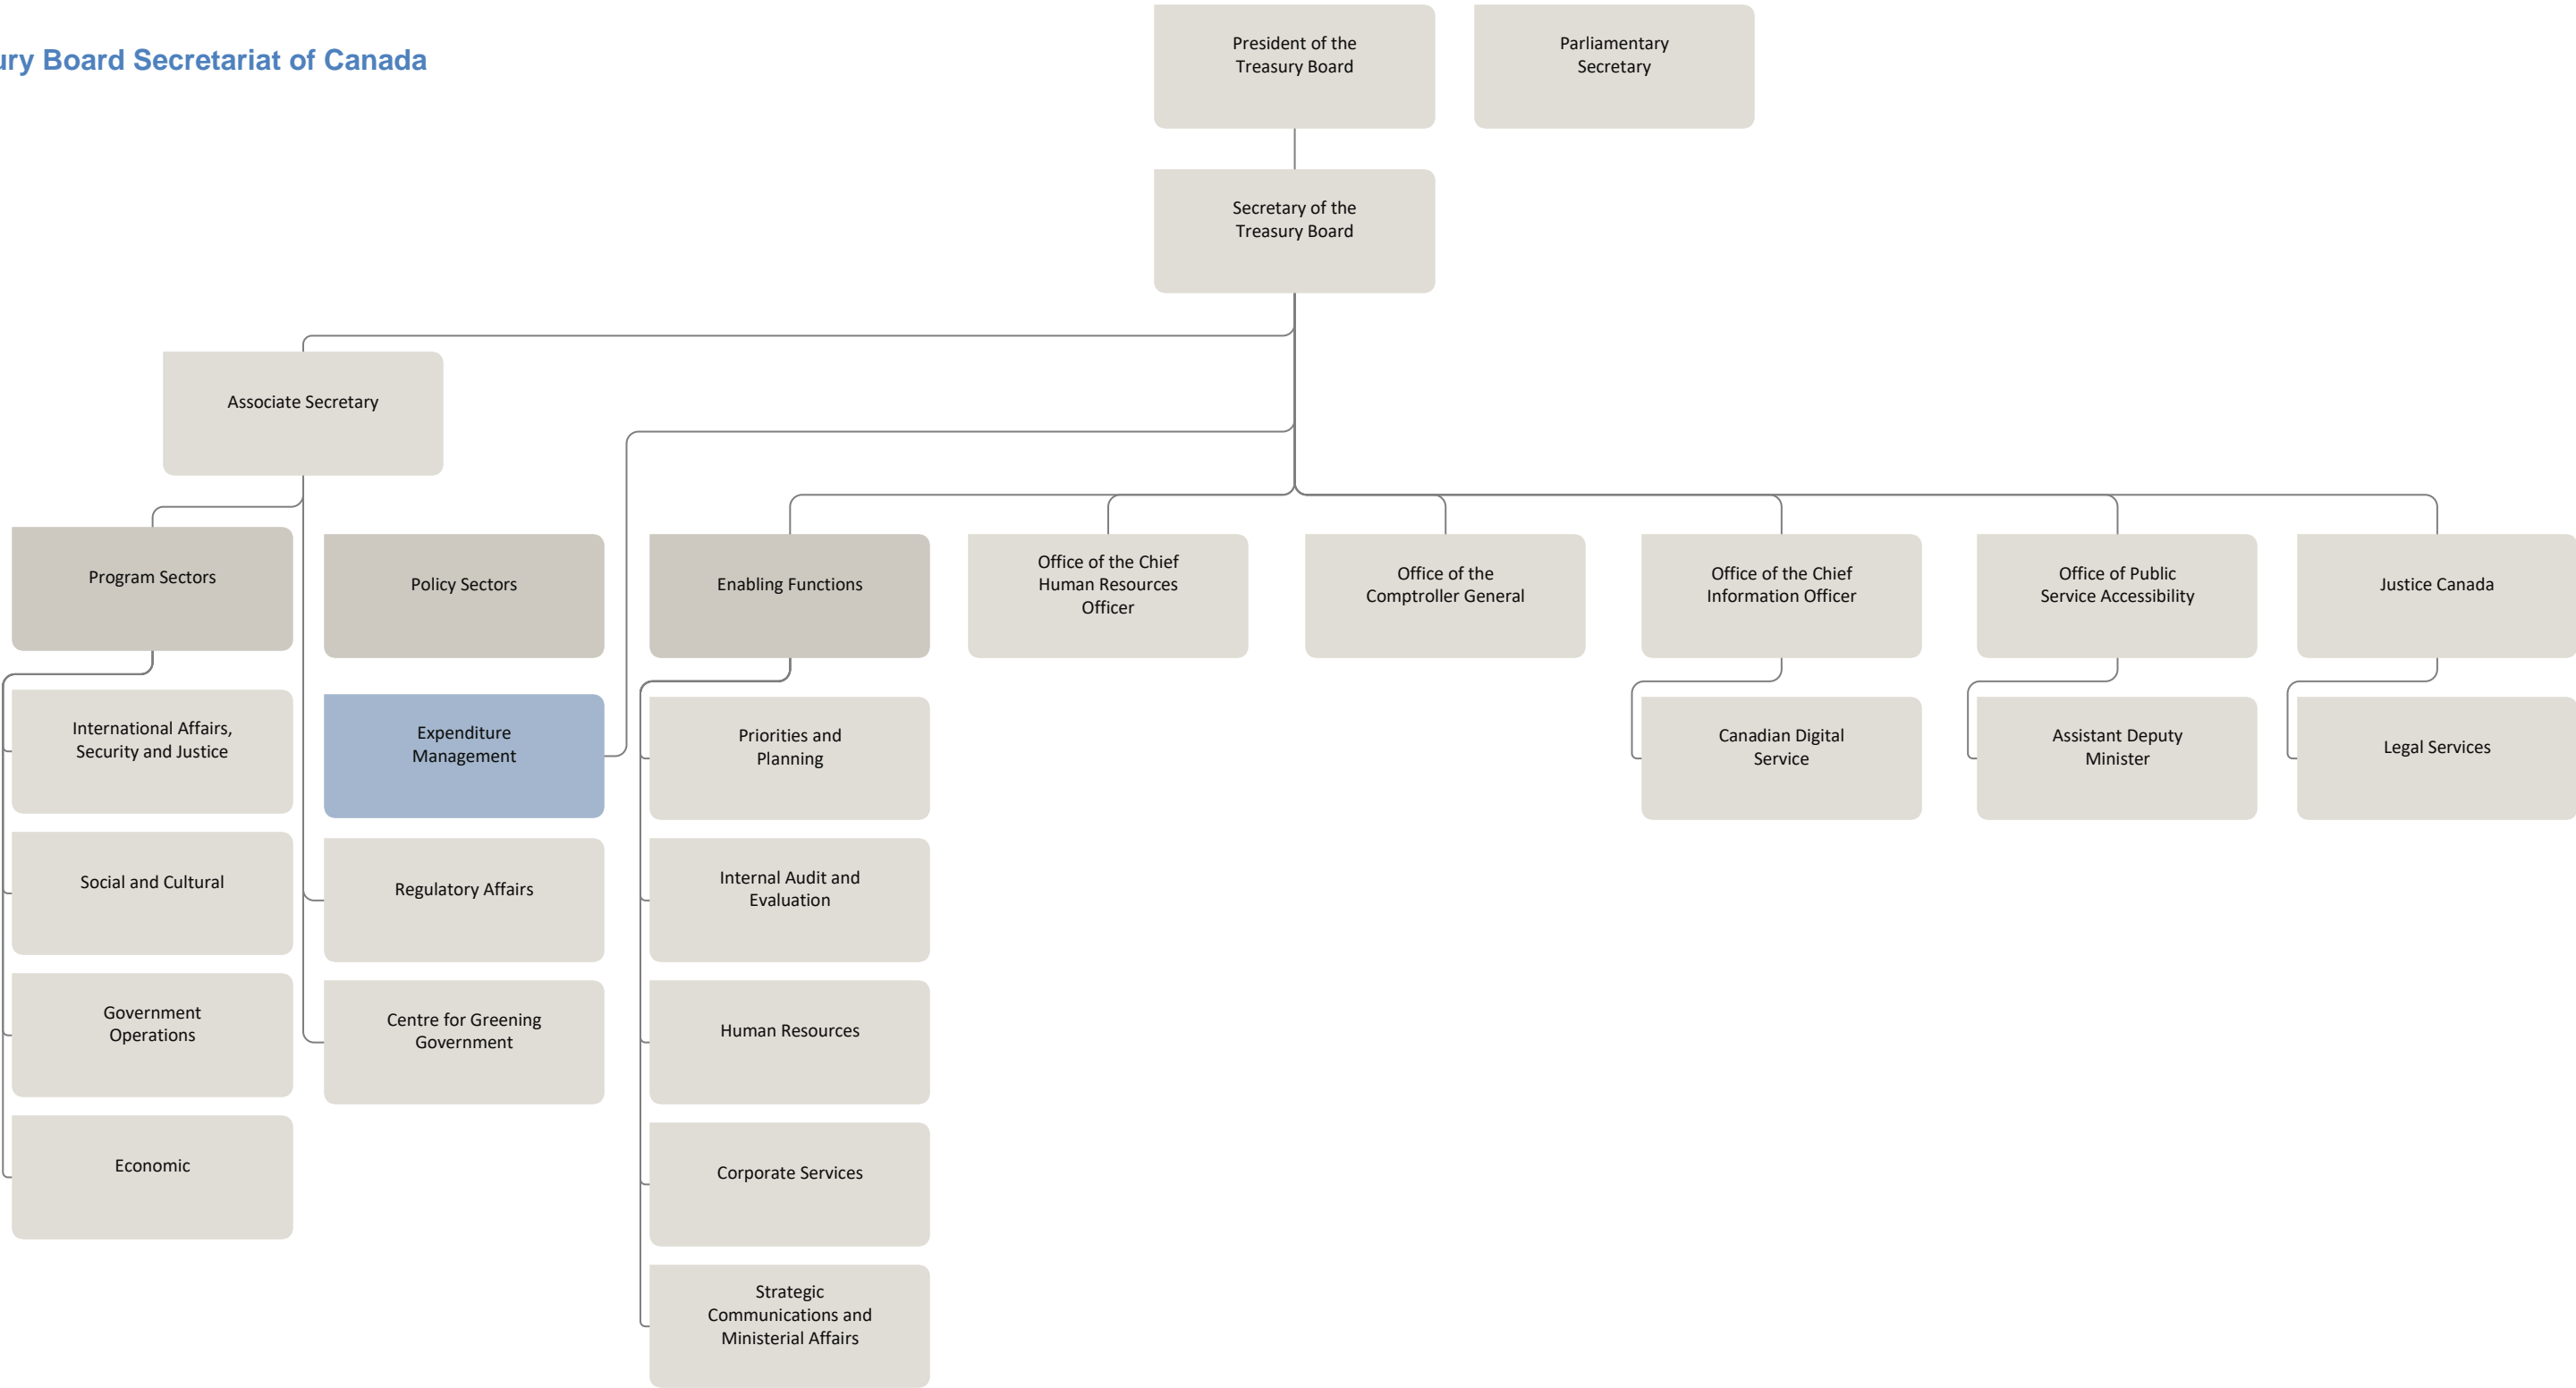 ury Board Secretariat of Canada
President of the
Treasury Board
Parliamentary
Secretary
Secretary of the
Treasury Board
Associate Secretary
Program Sectors
Policy Sectors
Enabling Functions
Office of the Chief
Human Resources
Officer
Office of the
Comptroller General
Office of the Chief
Information Officer
Office of Public
Service Accessibility
Justice Canada
International Affairs,
Security and Justice
Expenditure
Management
Priorities and
Planning
Canadian Digital
Service
Assistant Deputy
Minister
Legal Services
Social and Cultural
Regulatory Affairs
Internal Audit and
Evaluation
Government
Operations
Centre for Greening
Government
Human Resources
Economic
Corporate Services
Strategic
Communications and
Ministerial Affairs